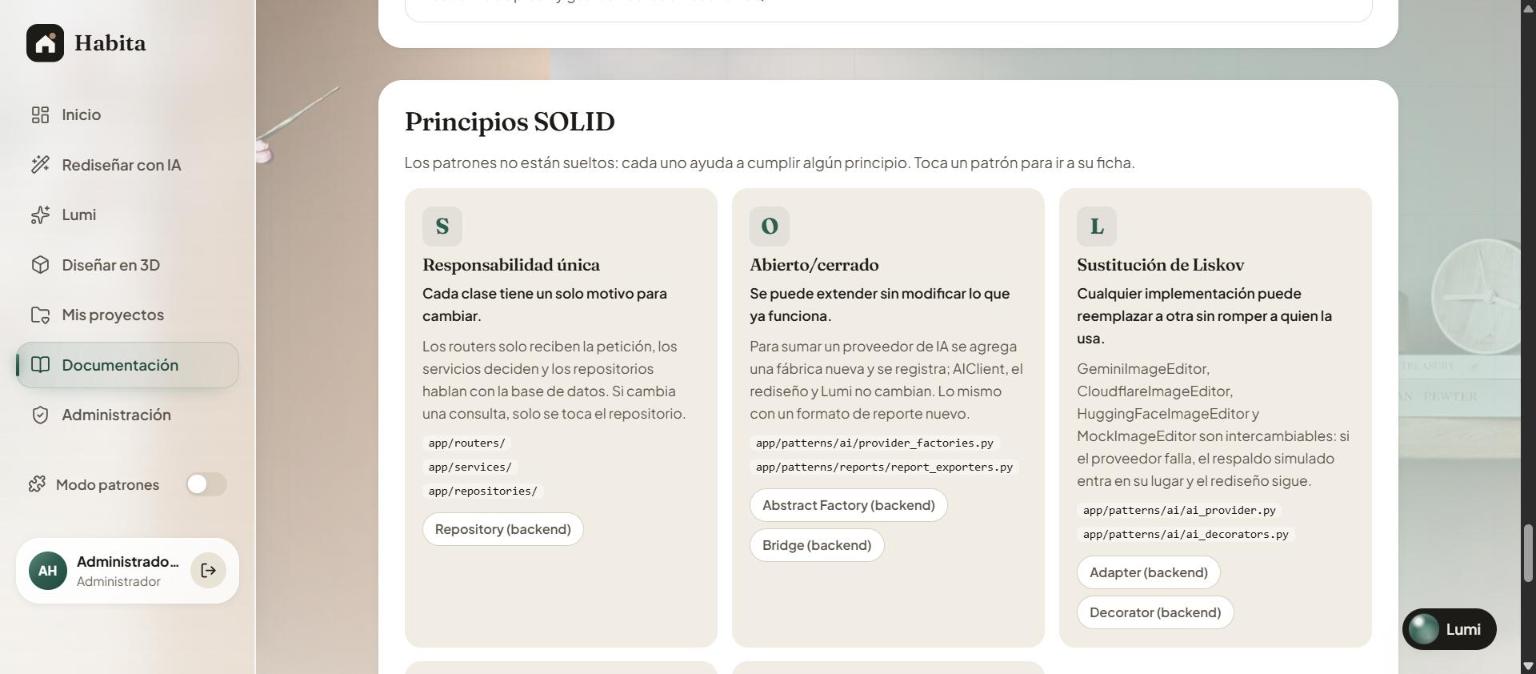 Habita
Inicio
Rediseñar con IA
Lumi
Diseñar en 3D
Mis proyectos
Documentación
Administración
Modo patrones
AH
Administrado...
Administrador
Principios SOLID
Los patrones no están sueltos: cada uno ayuda a cumplir algún principio. Toca un patrón para ir a su ficha.
S
Responsabilidad única
Cada clase tiene un solo motivo para
cambiar.
Los routers solo reciben la petición, los
servicios deciden y los repositorios
hablan con la base de datos. Si cambia
una consulta, solo se toca el repositorio.
app/routers/
app/services/
app/repositories/
Repository (backend)
O
Abierto/cerrado
Se puede extender sin modificar lo que
ya funciona.
Para sumar un proveedor de IA se agrega
una fábrica nueva y se registra; AIClient, el
rediseño y Lumi no cambian. Lo mismo
con un formato de reporte nuevo.
app/patterns/ai/provider_factories.py
app/patterns/reports/report_exporters.py
Abstract Factory (backend)
Bridge (backend)
L
Sustitución de Liskov
Cualquier implementación puede
reemplazar a otra sin romper a quien la
usa.
GeminiImageEditor,
CloudflareImageEditor,
HuggingFaceImageEditor y
MockImageEditor son intercambiables: si
el proveedor falla, el respaldo simulado
entra en su lugar y el rediseño sigue.
app/patterns/ai/ai_provider.py
app/patterns/ai/ai_decorators.py
Adapter (backend)
Decorator (backend)
PEWTER
Lumi